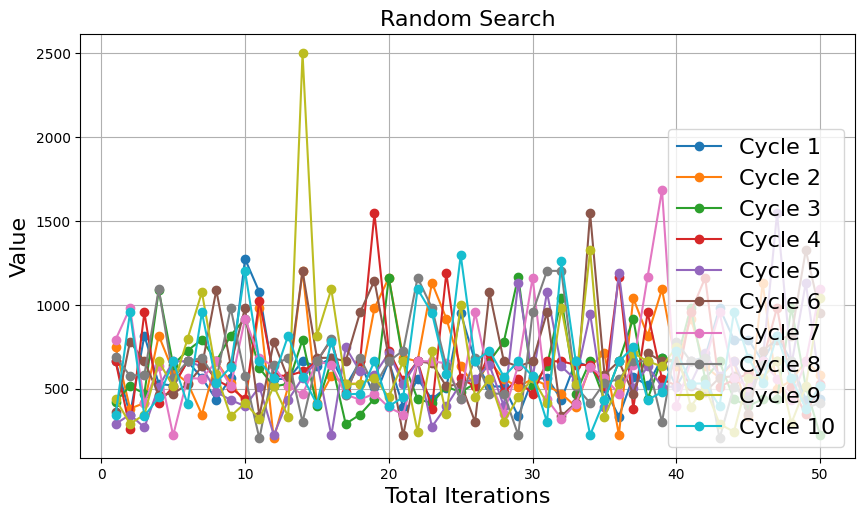 Random Search
2500
2000
1500
1000
500
Value
0
10
20
30
40
50
Total Iterations
Cycle 1
Cycle 2
Cycle 3
Cycle 4
Cycle 5
Cycle 6
Cycle 7
Cycle 8
Cycle 9
Cycle 10